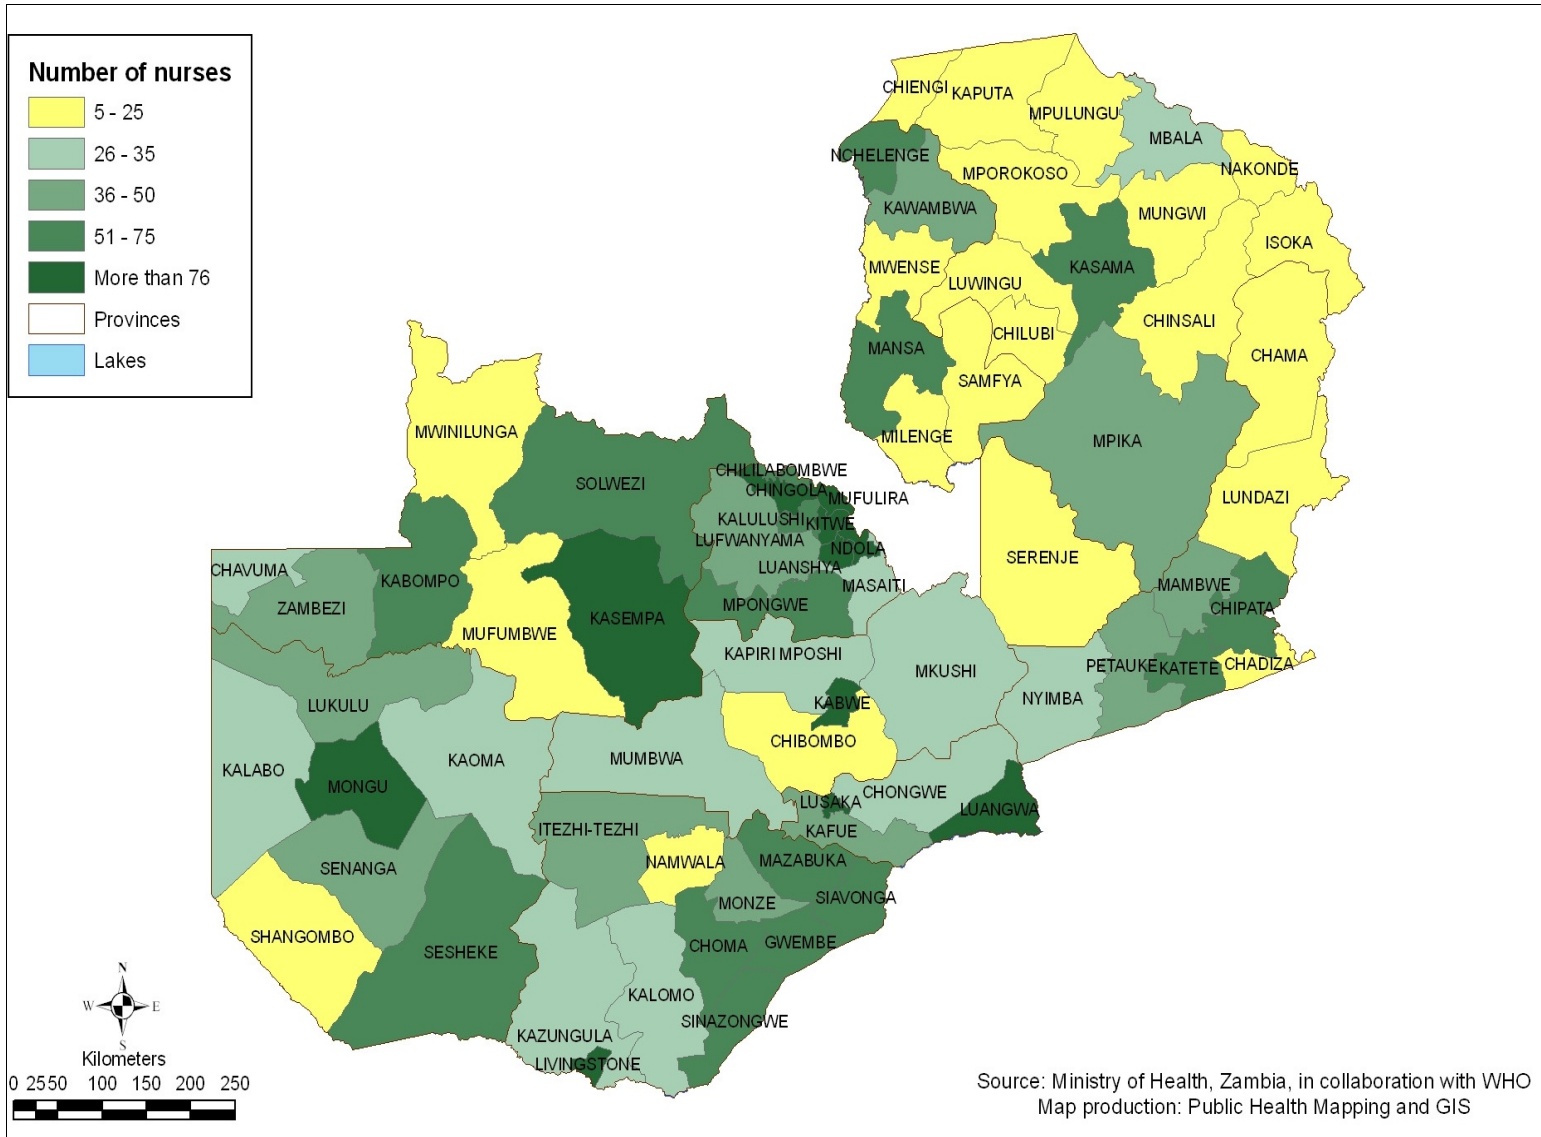 Number of nurses
5 - 25
26 - 35
36 - 50
51 - 75
More than 76
Provinces
Lakes
CHIENGI
KAPUTA
MPULUNGU
MBALA
NCHELENGE
MPOROKOSO
NAKONDE
KAWAMBWA
MUNGWI
ISOKA
MWENSE
LUWINGU
KASAMA
CHINSALI
MANSA
CHILUBI
CHAMA
SAMFYA
MILENGE
MPIKA
LUNDAZI
MWINILUNGA
SOLWEZI
CHILILABOMBWE
CHINGOLA
MUFULIRA
KALULUSHI
KITWE
LUFWANYAMA
NDOLA
LUANSHYA
MASAITI
MPONGWE
SERENJE
MAMBWE
CHIPATA
CHAVUMA
ZAMBEZI
KABOMPO
MUFUMBWE
KASEMPA
KAPIRI MPOSHI
MKUSHI
NYIMBA
PETAUKE
KATETE
CHADIZA
LUKULU
KABWE
CHIBOMBO
KALABO
MONGU
KAOMA
MUMBWA
LUSAKA
CHONGWE
LUANGWA
ITEZHI-TEZHI
KAFUE
SENANGA
NAMWALA
MAZABUKA
MONZE
SIAVONGA
SHANGOMBO
SESHEKE
CHOMA
GWEMBE
KALOMO
SINAZONGWE
KAZUNGULA
LIVINGSTONE
N
W E
S
Kilometers
0 25 50 100 150 200 250
Source: Ministry of Health, Zambia, in collaboration with WHO
Map production: Public Health Mapping and GIS